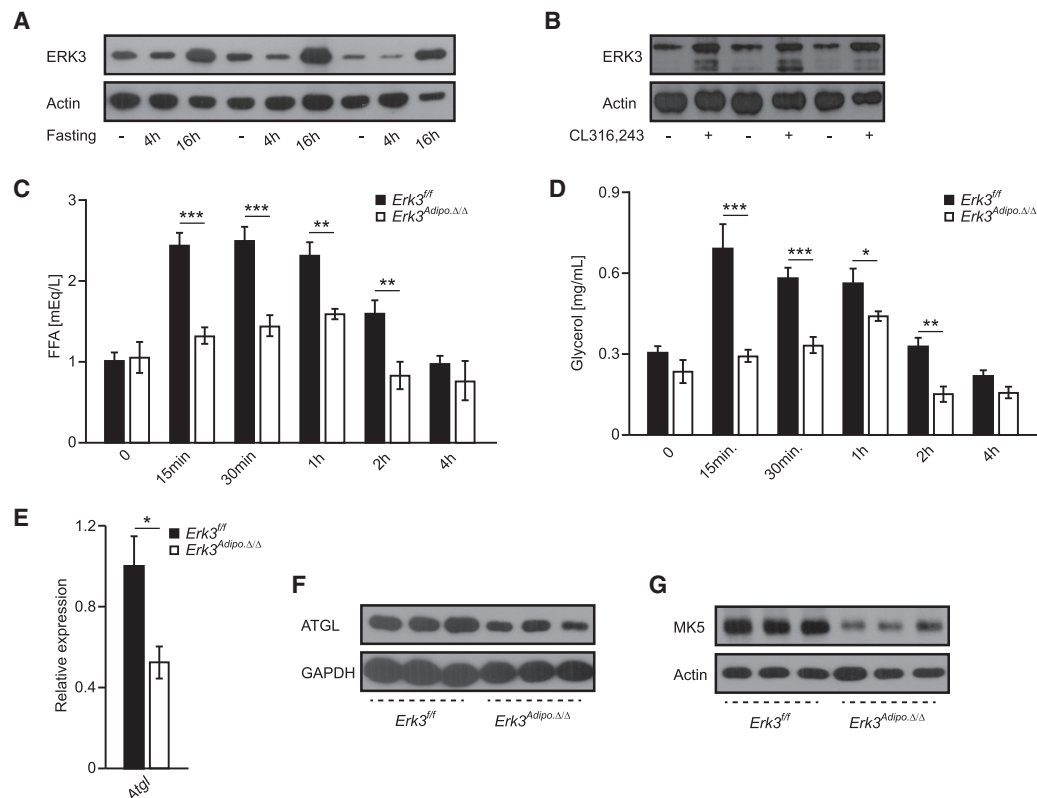 A
ERK3
Actin
Fasting - 4h 16h - 4h 16h - 4h 16h
B
ERK3
Actin
CL316,243 - + - + - +
C
FFA [mEq/L]
3
2
1
0
*** *** ** **
Erk3f/f
Erk3Adipo.Δ/Δ
0 15min 30min 1h 2h 4h
D
Glycerol [mg/mL]
0.9
0.6
0.3
0
*** *** * **
Erk3f/f
Erk3Adipo.Δ/Δ
0 15min. 30min. 1h 2h 4h
E
Relative expression
1.2
0.8
0.4
0
*
Erk3f/f
Erk3Adipo.Δ/Δ
Atgl
F
ATGL
GAPDH
Erk3f/f Erk3Adipo.Δ/Δ
G
MK5
Actin
Erk3f/f Erk3Adipo.Δ/Δ